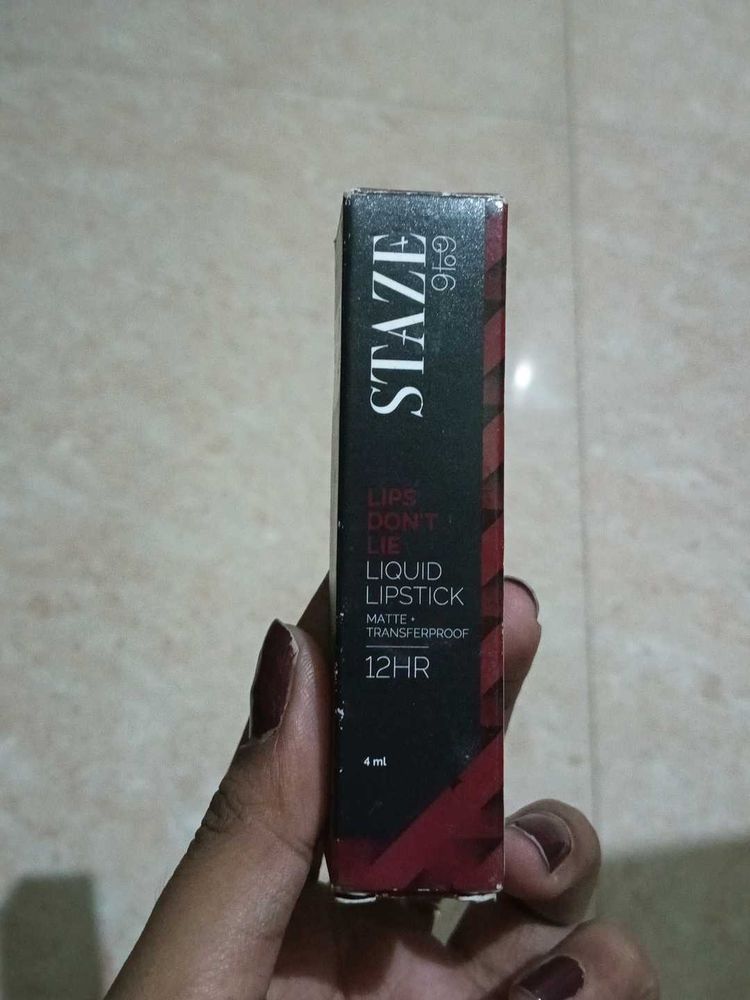 STAZE
9to9
LIPS
DON'T
LIE
LIQUID
LIPSTICK
MATTE +
TRANSFERPROOF
12HR
4 ml